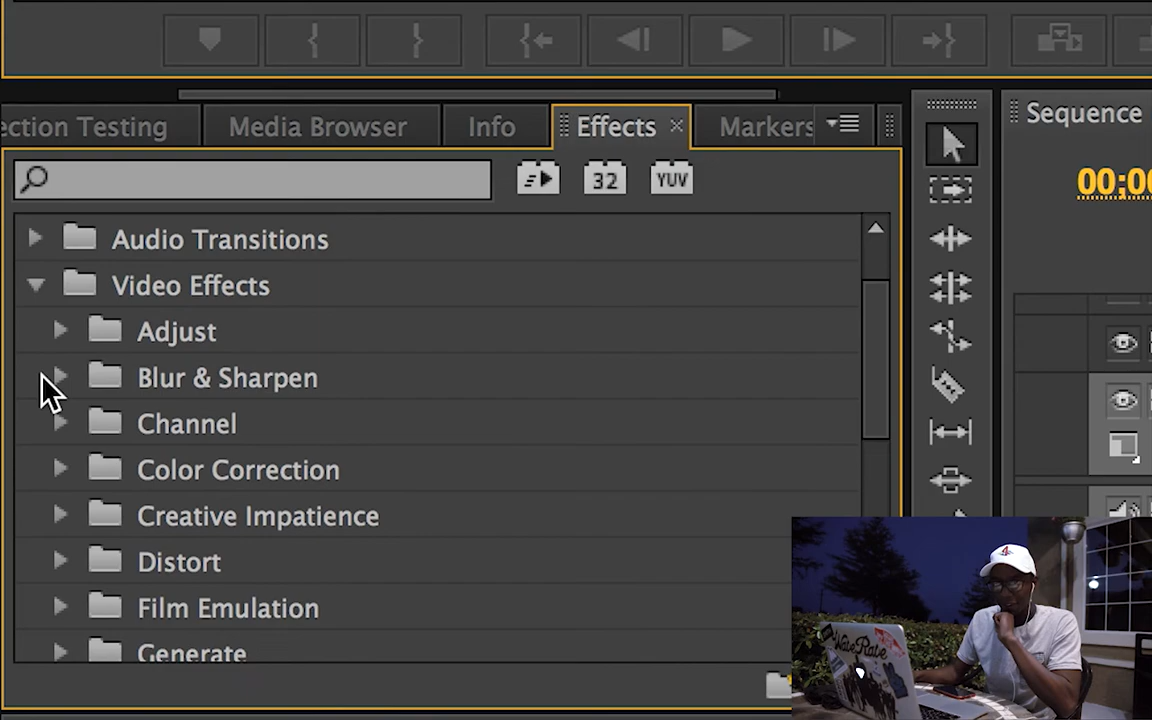 ection Testing
Media Browser
Info
Effects ×
Markers
Sequence
32
YUV
00;00
Audio Transitions
Video Effects
Adjust
Blur & Sharpen
Channel
Color Correction
Creative Impatience
Distort
Film Emulation
Generate